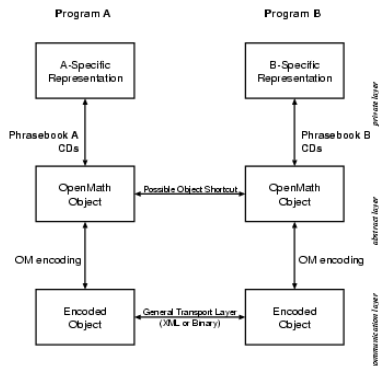 Program A
Program B
A-Specific
Representation
B-Specific
Representation
private layer
Phrasebook A
CDs
Phrasebook B
CDs
OpenMath
Object
Possible Object Shortcut
OpenMath
Object
abstract layer
OM encoding
OM encoding
Encoded
Object
General Transport Layer
(XML or Binary)
Encoded
Object
communication layer